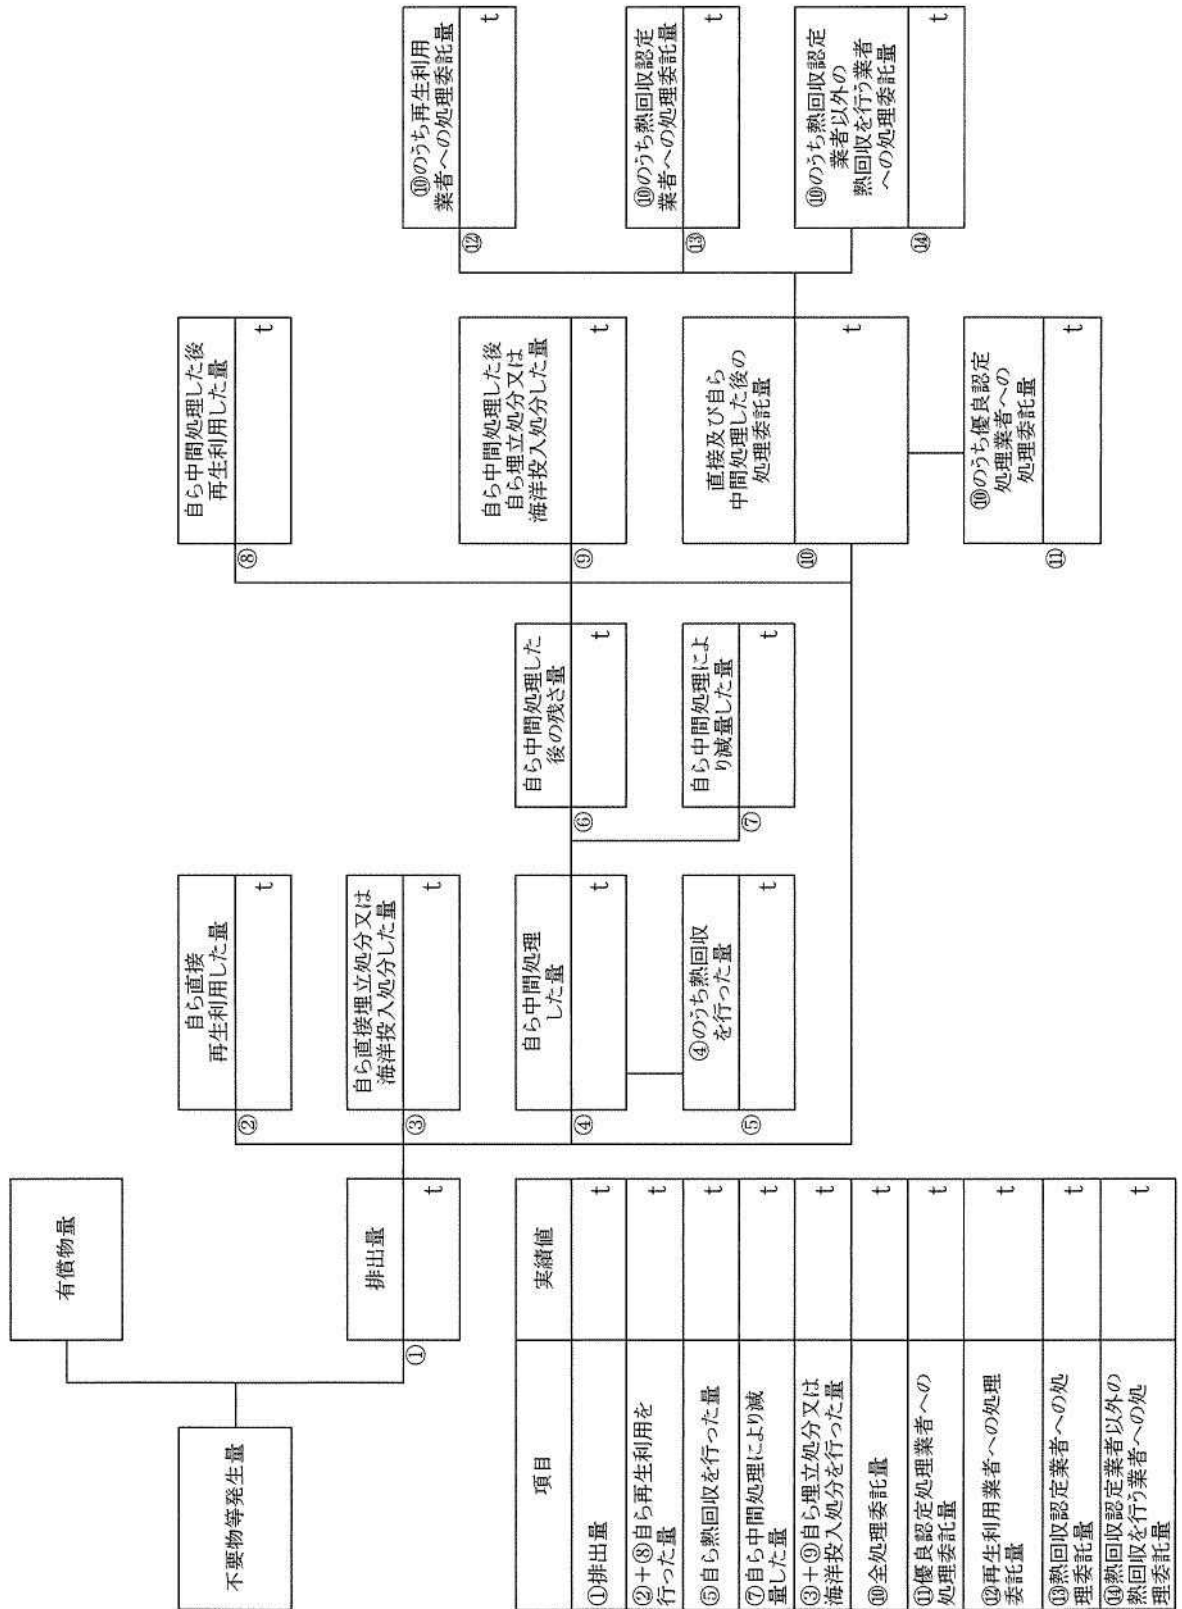 不要物等発生量
有償物量
排出量
①
t
②
自ら直接
再生利用した量
t
③
自ら直接埋立処分又は
海洋投入処分した量
t
④
自ら中間処理
した量
t
⑤
④のうち熱回収
を行った量
t
⑥
自ら中間処理した
後の残さ量
t
⑦
自ら中間処理によ
り減量した量
t
⑧
自ら中間処理した後
再生利用した量
t
⑨
自ら中間処理した後
自ら埋立処分又は
海洋投入処分した量
t
⑩
直接及び自ら
中間処理した後の
処理委託量
t
⑪
⑩のうち優良認定
処理業者への
処理委託量
t
⑫
⑩のうち再生利用
業者への処理委託量
t
⑬
⑩のうち熱回収認定
業者への処理委託量
t
⑭
⑩のうち熱回収認定
業者以外の
熱回収を行う業者
への処理委託量
t
項目
実績値
①排出量
t
②+⑧自ら再生利用を
行った量
t
⑤自ら熱回収を行った量
t
⑦自ら中間処理により減
量した量
t
③+⑨自ら埋立処分又は
海洋投入処分を行った量
t
⑩全処理委託量
t
⑪優良認定処理業者への
処理委託量
t
⑫再生利用業者への処理
委託量
t
⑬熱回収認定業者への処
理委託量
t
⑭熱回収認定業者以外の
熱回収を行う業者への処
理委託量
t